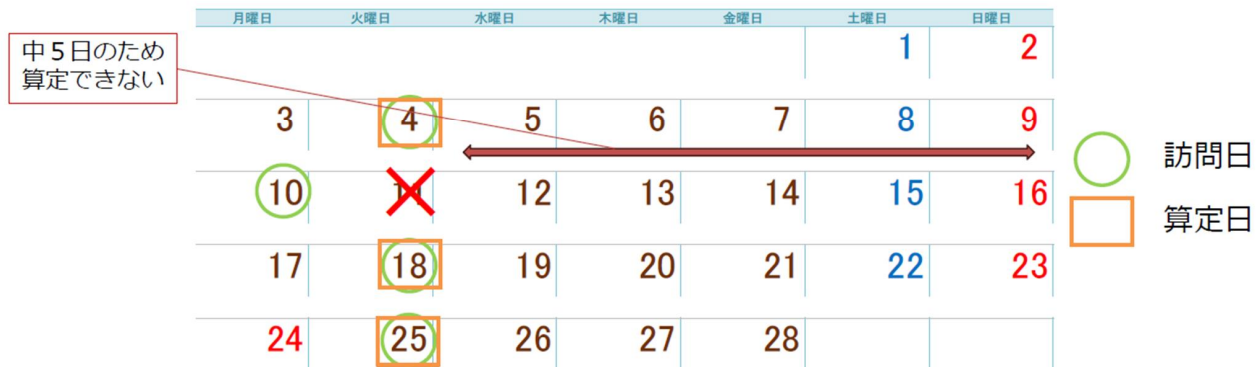 月曜日 火曜日 水曜日 木曜日 金曜日 土曜日 日曜日
中5日のため
算定できない
1 2
3 4 5 6 7 8 9
訪問日
10 11 12 13 14 15 16
算定日
17 18 19 20 21 22 23
24 25 26 27 28